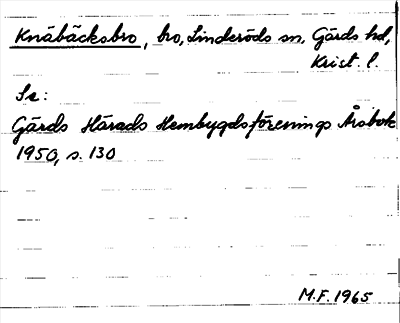 Knäbäcksbro, bro, Linderöds sn. Gärds hd,
Krist. l.
Se:
Gärds Härads Hembygdsförenings Årsbok
1950, s. 130
M.F. 1965